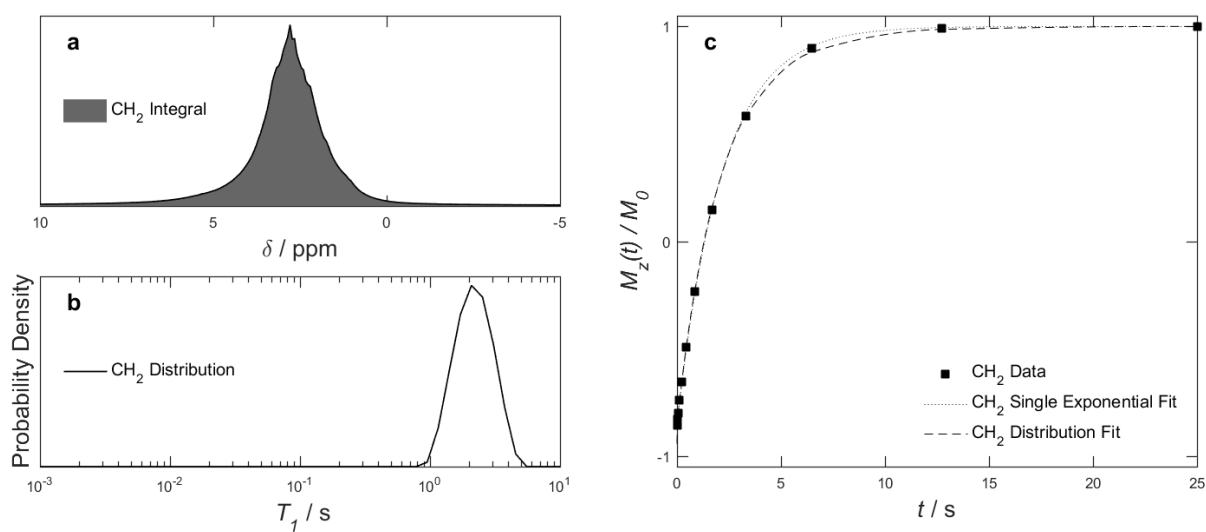 a
CH₂ Integral
10 5 0 -5
δ / ppm
b
Probability Density
CH₂ Distribution
10⁻³ 10⁻² 10⁻¹ 10⁰ 10¹
T₁ / s
c
1
0
-1
M_z(t) / M₀
CH₂ Data
CH₂ Single Exponential Fit
CH₂ Distribution Fit
0 5 10 15 20 25
t / s